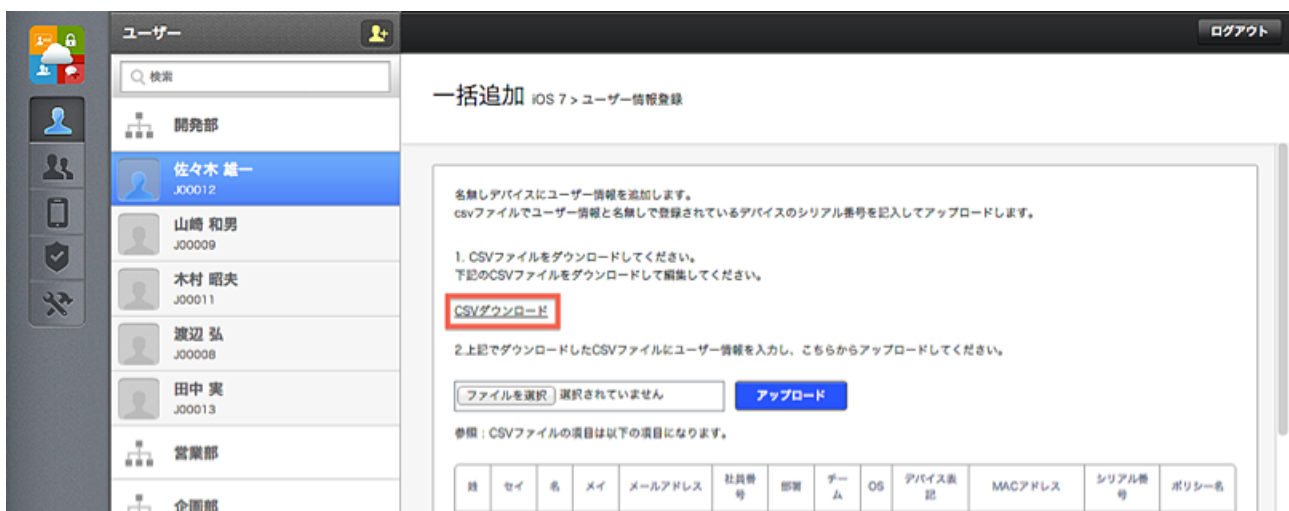 ユーザー
ログアウト
検索
一括追加 iOS 7 > ユーザー情報登録
開発部
佐々木 雄一
J00012
山崎 和男
J00009
木村 昭夫
J00011
渡辺 弘
J00008
田中 実
J00013
営業部
企画部
名無しデバイスにユーザー情報を追加します。
csvファイルでユーザー情報と名無しで登録されているデバイスのシリアル番号を記入してアップロードします。
1. CSVファイルをダウンロードしてください。
下記のCSVファイルをダウンロードして編集してください。
CSVダウンロード
2.上記でダウンロードしたCSVファイルにユーザー情報を入力し、こちらからアップロードしてください。
ファイルを選択 選択されていません
アップロード
参照：CSVファイルの項目は以下の項目になります。
姓 セイ 名 メイ メールアドレス 社員番号 部署 チーム OS デバイス表記 MACアドレス シリアル番号 ポリシー名